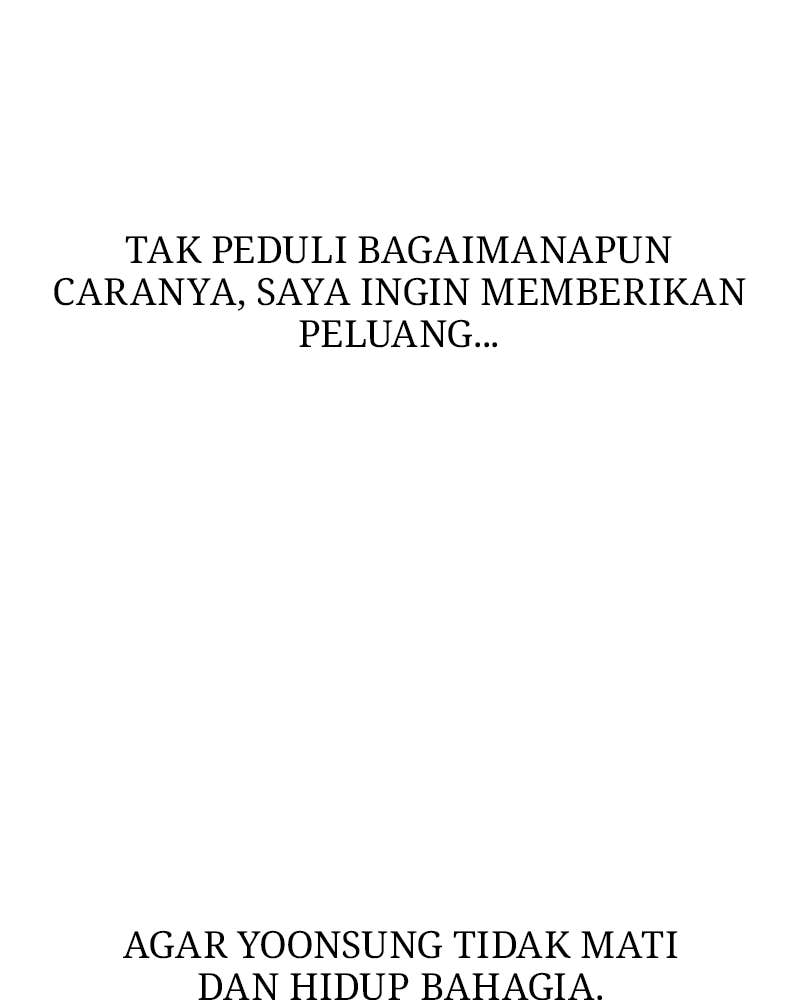 TAK PEDULI BAGAIMANAPUN
CARANYA, SAYA INGIN MEMBERIKAN
PELUANG...
AGAR YOONSUNG TIDAK MATI
DAN HIDUP BAHAGIA.